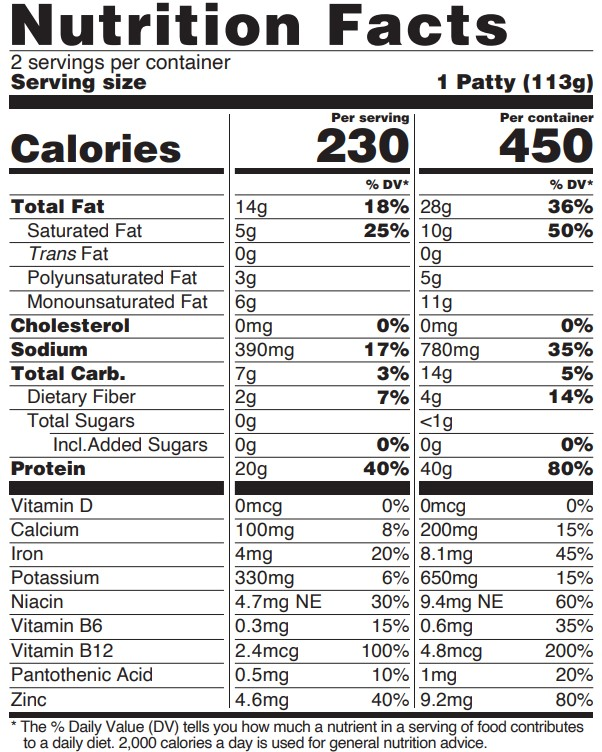 Nutrition Facts
2 servings per container
Serving size 1 Patty (113g)
Per serving Per container
Calories 230 450
% DV* % DV*
Total Fat 14g 18% 28g 36%
Saturated Fat 5g 25% 10g 50%
Trans Fat 0g 0g
Polyunsaturated Fat 3g 5g
Monounsaturated Fat 6g 11g
Cholesterol 0mg 0% 0mg 0%
Sodium 390mg 17% 780mg 35%
Total Carb. 7g 3% 14g 5%
Dietary Fiber 2g 7% 4g 14%
Total Sugars 0g <1g
Incl.Added Sugars 0g 0% 0g 0%
Protein 20g 40% 40g 80%
Vitamin D 0mcg 0% 0mcg 0%
Calcium 100mg 8% 200mg 15%
Iron 4mg 20% 8.1mg 45%
Potassium 330mg 6% 650mg 15%
Niacin 4.7mg NE 30% 9.4mg NE 60%
Vitamin B6 0.3mg 15% 0.6mg 35%
Vitamin B12 2.4mcg 100% 4.8mcg 200%
Pantothenic Acid 0.5mg 10% 1mg 20%
Zinc 4.6mg 40% 9.2mg 80%
* The % Daily Value (DV) tells you how much a nutrient in a serving of food contributes
to a daily diet. 2,000 calories a day is used for general nutrition advice.